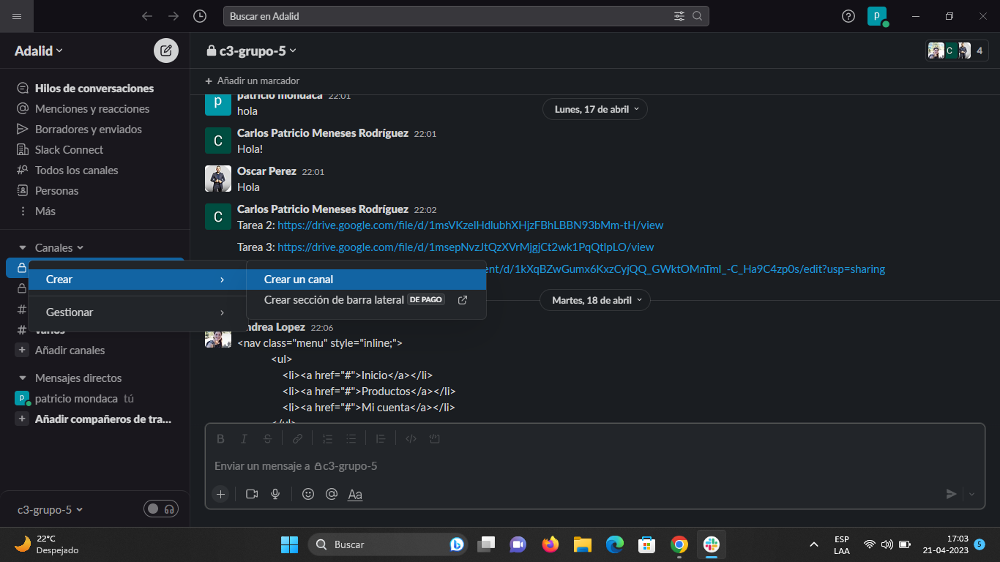 Buscar en Adalid
P
Adalid
c3-grupo-5
C
4
Añadir un marcador
Hilos de conversaciones
Menciones y reacciones
Borradores y enviados
Slack Connect
Todos los canales
Personas
Más
Canales
Crear
Gestionar
Crear un canal
Crear sección de barra lateral DE PAGO
varios
Añadir canales
Mensajes directos
P
patricio mondaca tú
Añadir compañeros de tra...
c3-grupo-5
P
patricio mondaca 22:01
hola
Lunes, 17 de abril
C
Carlos Patricio Meneses Rodríguez 22:01
Hola!
Oscar Perez 22:01
Hola
C
Carlos Patricio Meneses Rodríguez 22:02
Tarea 2: https://drive.google.com/file/d/1msVKzelHdlubhXHjzFBhLBBN93bMm-tH/view
Tarea 3: https://drive.google.com/file/d/1msepNvzJtQzXVrMjgjCt2wk1PqQtIpLO/view
ent/d/1kXqBZwGumx6KxzCyjQQ_GWktOMnTml_-C_Ha9C4zp0s/edit?usp=sharing
Martes, 18 de abril
ndrea Lopez 22:06
<nav class="menu" style="inline;">
<ul>
<li><a href="#">Inicio</a></li>
<li><a href="#">Productos</a></li>
<li><a href="#">Mi cuenta</a></li>
</ul>
Enviar un mensaje a c3-grupo-5
Aa
22°C
Despejado
Buscar
ESP
LAA
17:03
21-04-2023
5